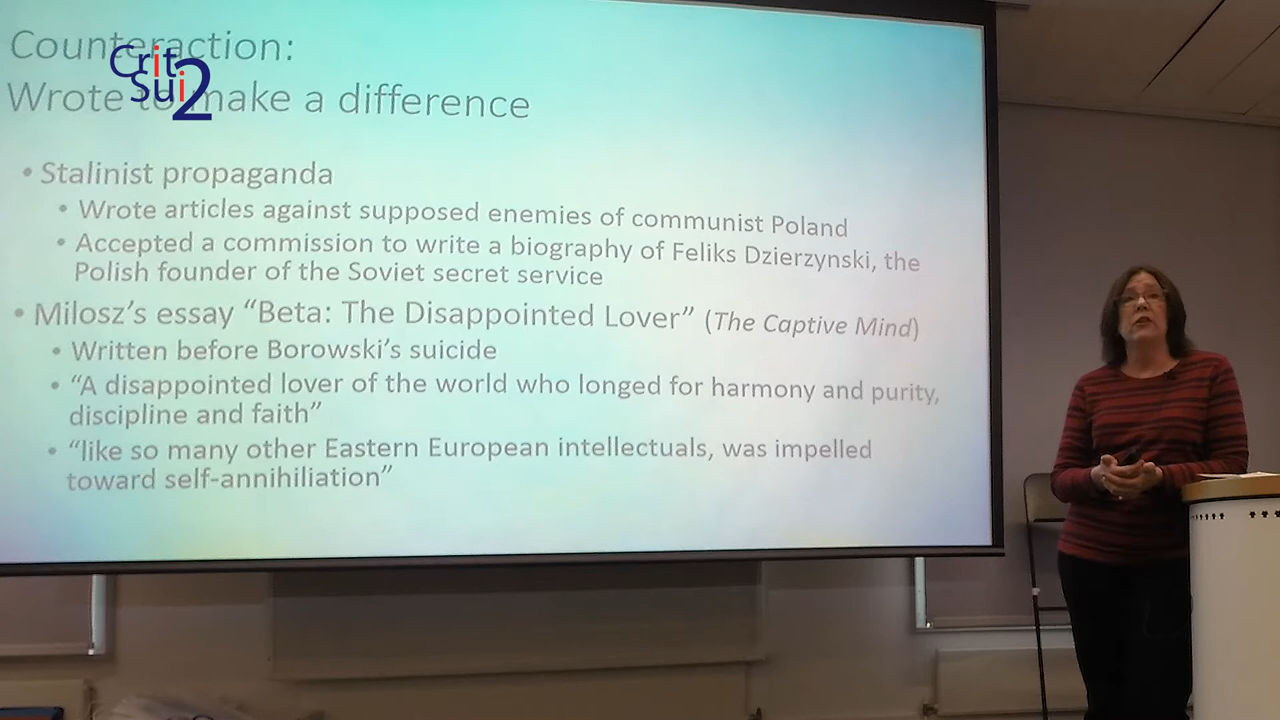 Counteraction:
Crit
Sui2
Wrote to make a difference
• Stalinist propaganda
• Wrote articles against supposed enemies of communist Poland
• Accepted a commission to write a biography of Feliks Dzierzynski, the
Polish founder of the Soviet secret service
• Milosz's essay "Beta: The Disappointed Lover" (The Captive Mind)
• Written before Borowski's suicide
• "A disappointed lover of the world who longed for harmony and purity,
discipline and faith"
• "like so many other Eastern European intellectuals, was impelled
toward self-annihiliation"